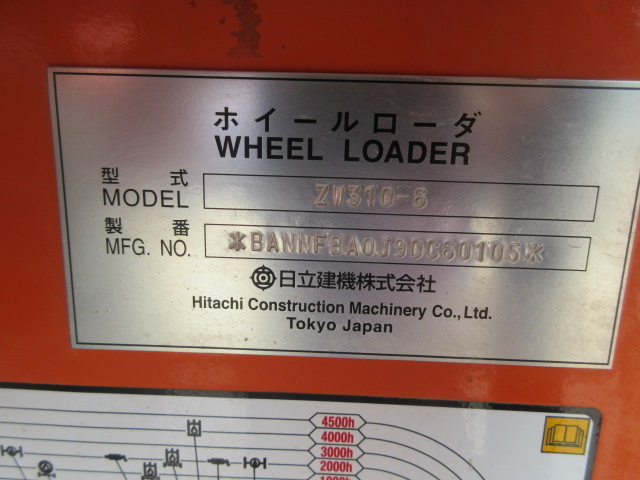 ホイールローダ
WHEEL LOADER
型式
MODEL
ZW310-6
製番
MFG. NO.
*BANNFBA0J90C60105*
日立建機株式会社
Hitachi Construction Machinery Co., Ltd.
Tokyo Japan
4500h
4000h
3000h
2000h